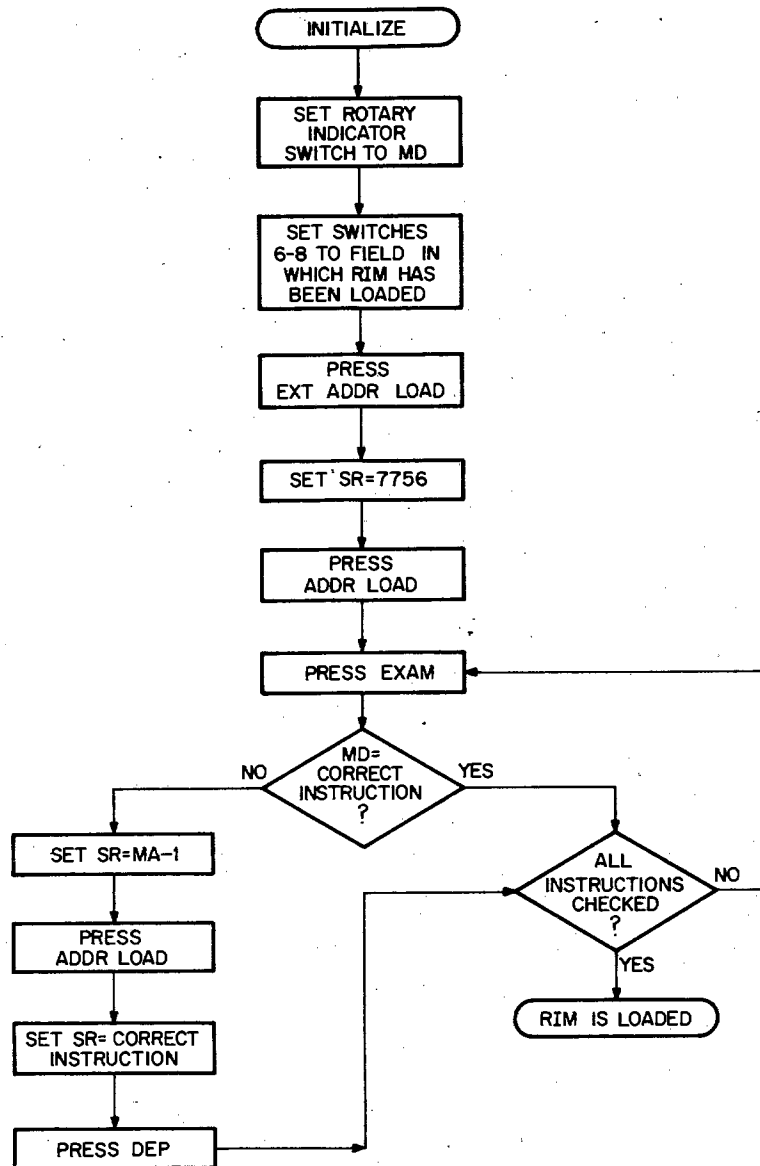 INITIALIZE
SET ROTARY
INDICATOR
SWITCH TO MD
SET SWITCHES
6-8 TO FIELD IN
WHICH RIM HAS
BEEN LOADED
PRESS
EXT ADDR LOAD
SET SR=7756
PRESS
ADDR LOAD
PRESS EXAM
MD=
CORRECT
INSTRUCTION
?
NO
YES
SET SR=MA-1
PRESS
ADDR LOAD
SET SR=CORRECT
INSTRUCTION
PRESS DEP
ALL
INSTRUCTIONS
CHECKED
?
NO
YES
RIM IS LOADED